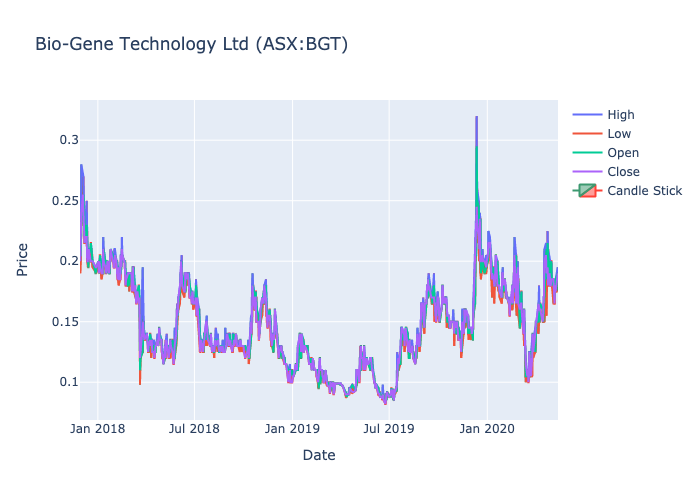 Bio-Gene Technology Ltd (ASX:BGT)
High
Low
Open
Close
Candle Stick
0.3
0.25
0.2
0.15
0.1
Price
Jan 2018
Jul 2018
Jan 2019
Jul 2019
Jan 2020
Date